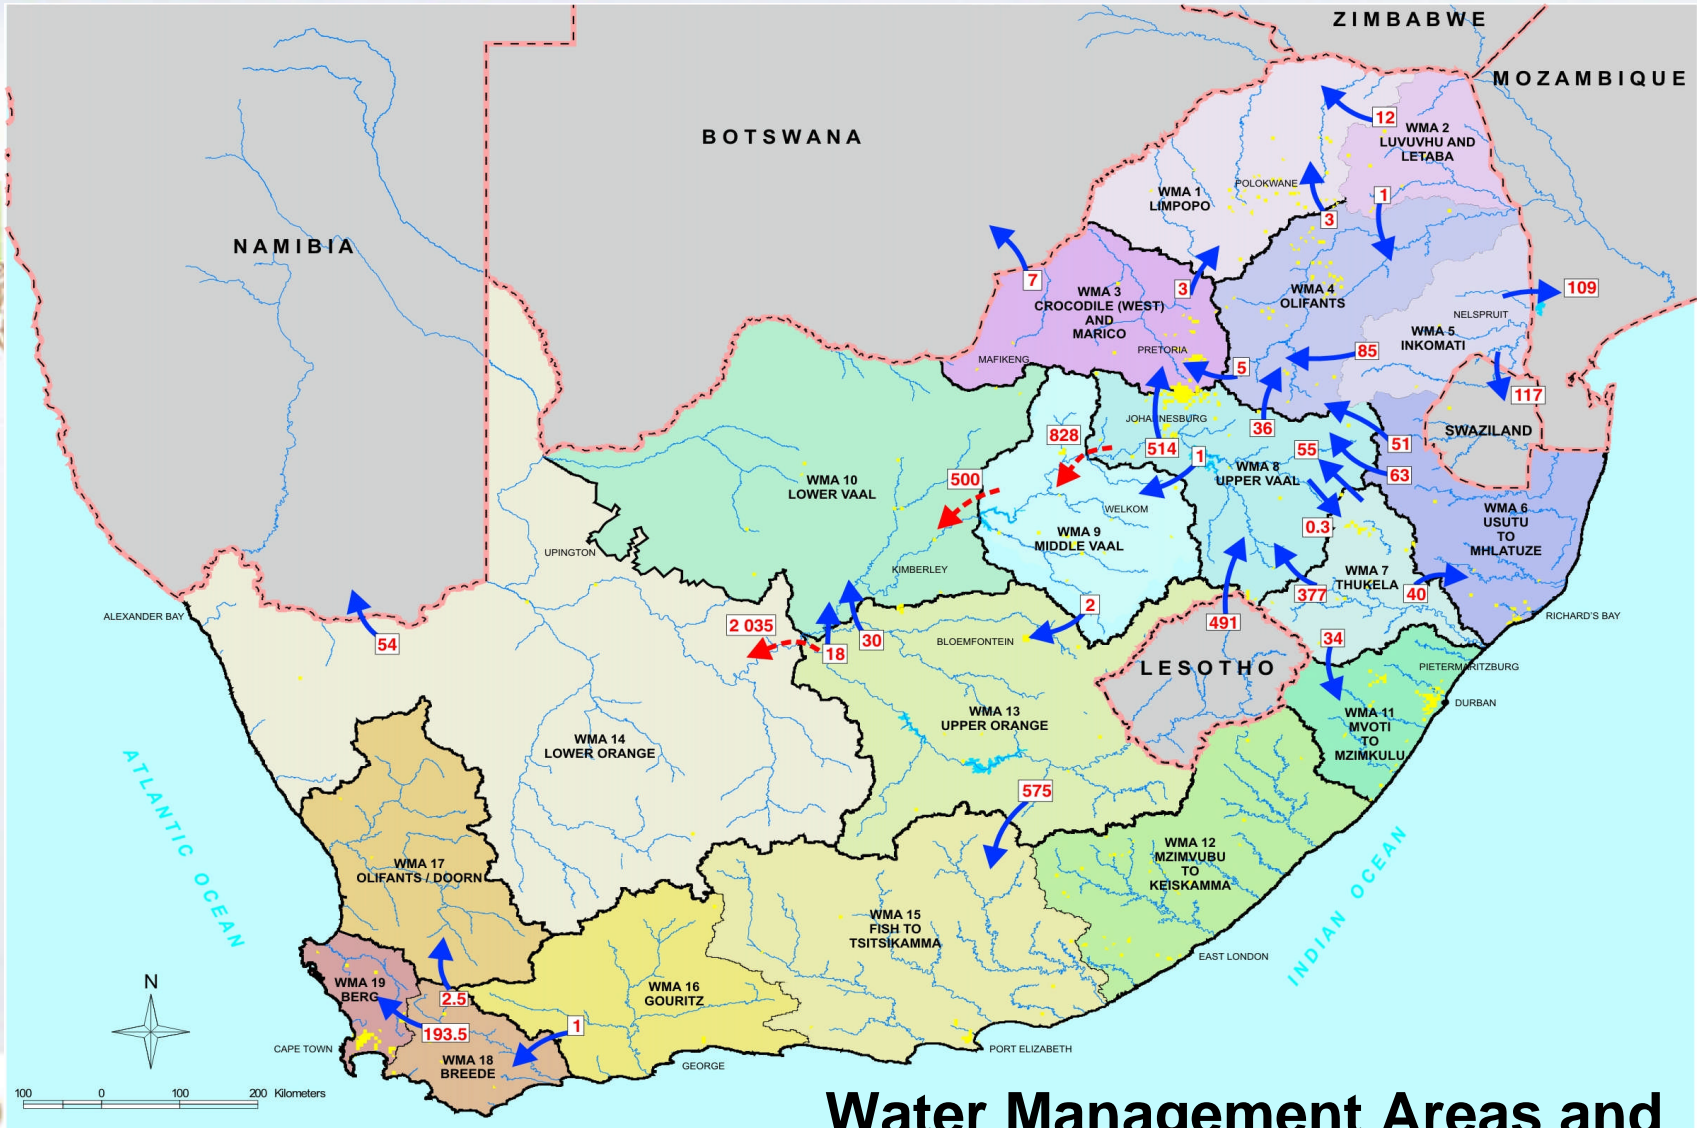 ZIMBABWE
MOZAMBIQUE
BOTSWANA
NAMIBIA
12
WMA 2
LUVUVHU AND
LETABA
POLOKWANE
WMA 1
LIMPOPO
1
3
7
3
WMA 3
CROCODILE (WEST)
AND
MARICO
WMA 4
OLIFANTS
109
NELSPRUIT
WMA 5
INKOMATI
MAFIKENG
PRETORIA
5
85
117
JOHANNESBURG
36
SWAZILAND
828
514
1
55
51
63
WMA 8
UPPER VAAL
500
WMA 10
LOWER VAAL
WELKOM
WMA 9
MIDDLE VAAL
0.3
WMA 6
USUTU
TO
MHLATUZE
UPINGTON
KIMBERLEY
WMA 7
THUKELA
377
40
ALEXANDER BAY
54
2 035
18
30
BLOEMFONTEIN
2
491
34
RICHARD'S BAY
LESOTHO
PIETERMARITZBURG
DURBAN
WMA 14
LOWER ORANGE
WMA 13
UPPER ORANGE
WMA 11
MVOTI
TO
MZIMKULU
575
ATLANTIC OCEAN
INDIAN OCEAN
WMA 17
OLIFANTS / DOORN
WMA 12
MZIMVUBU
TO
KEISKAMMA
WMA 15
FISH TO
TSITSIKAMMA
EAST LONDON
N
WMA 19
BERG
2.5
WMA 16
GOURITZ
193.5
1
CAPE TOWN
WMA 18
BREEDE
GEORGE
PORT ELIZABETH
100 0 100 200 Kilometers
Water Management Areas and